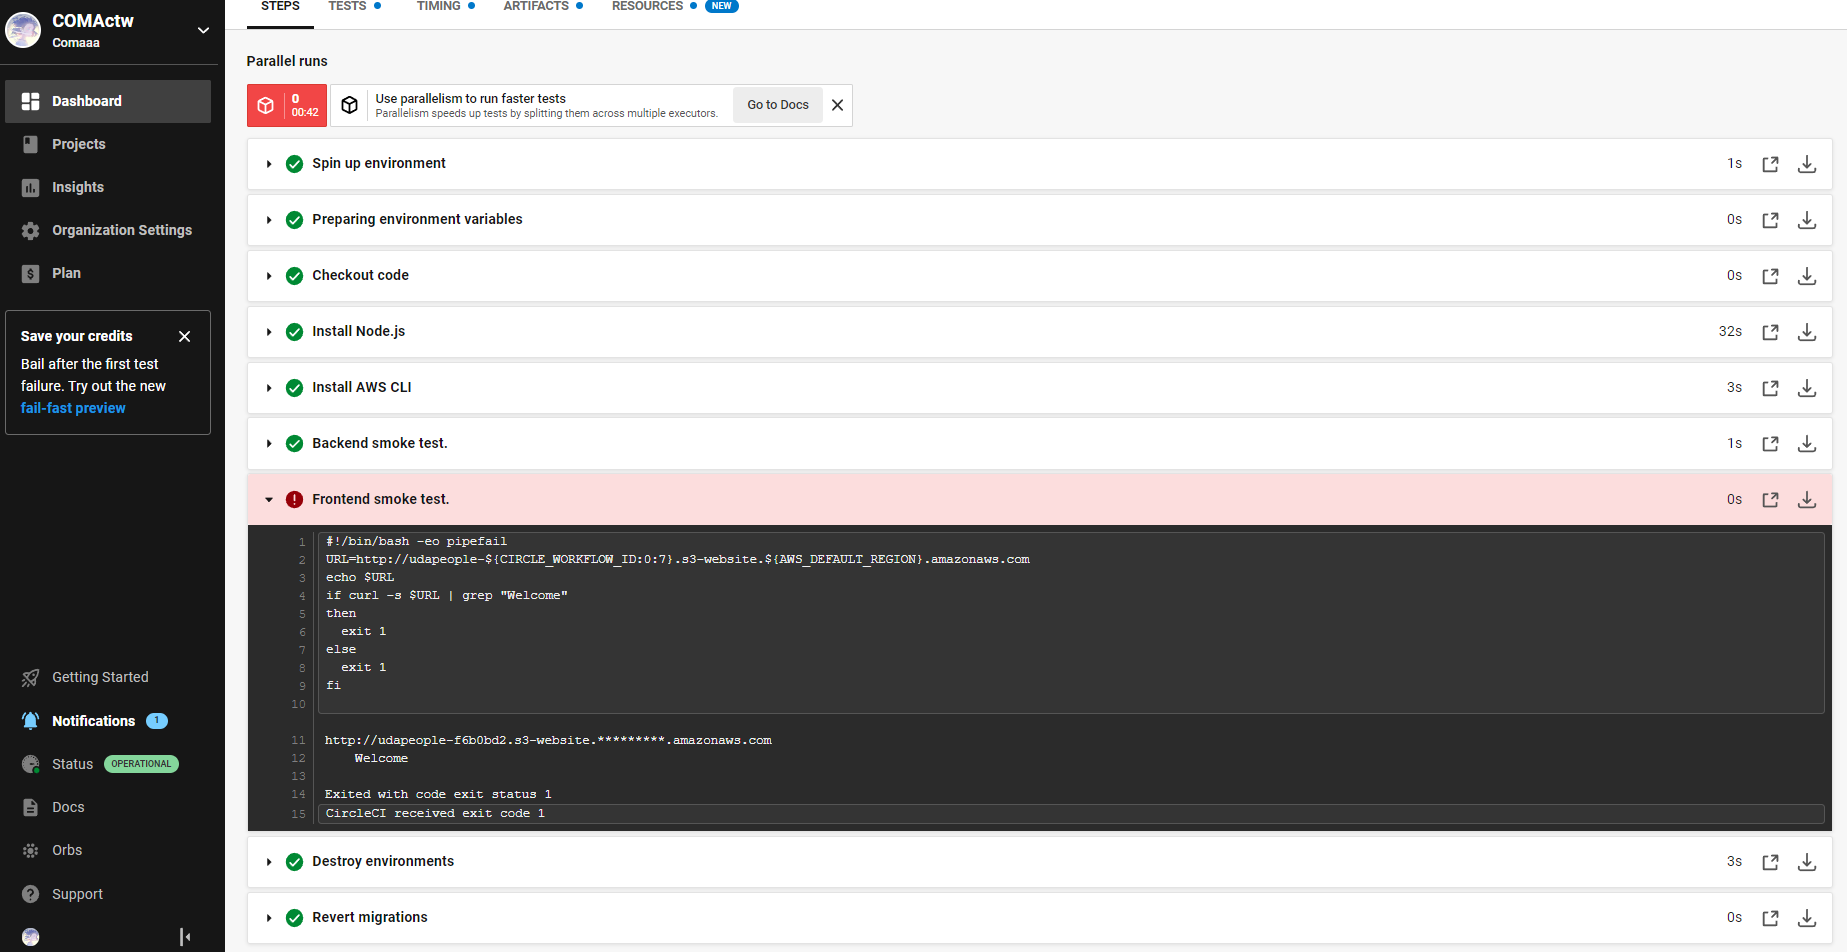 COMActw
Comaaa
Dashboard
Projects
Insights
Organization Settings
Plan
Save your credits
Bail after the first test
failure. Try out the new
fail-fast preview
Getting Started
Notifications 1
Status OPERATIONAL
Docs
Orbs
Support
STEPS TESTS TIMING ARTIFACTS RESOURCES NEW
Parallel runs
0
00:42
Use parallelism to run faster tests
Parallelism speeds up tests by splitting them across multiple executors.
Go to Docs
Spin up environment 1s
Preparing environment variables 0s
Checkout code 0s
Install Node.js 32s
Install AWS CLI 3s
Backend smoke test. 1s
Frontend smoke test. 0s
1 #!/bin/bash -eo pipefail
2 URL=http://udapeople-${CIRCLE_WORKFLOW_ID:0:7}.s3-website.${AWS_DEFAULT_REGION}.amazonaws.com
3 echo $URL
4 if curl -s $URL | grep "Welcome"
5 then
6   exit 1
7 else
8   exit 1
9 fi
10
11 http://udapeople-f6b0bd2.s3-website.*********.amazonaws.com
12     Welcome
13
14 Exited with code exit status 1
15 CircleCI received exit code 1
Destroy environments 3s
Revert migrations 0s